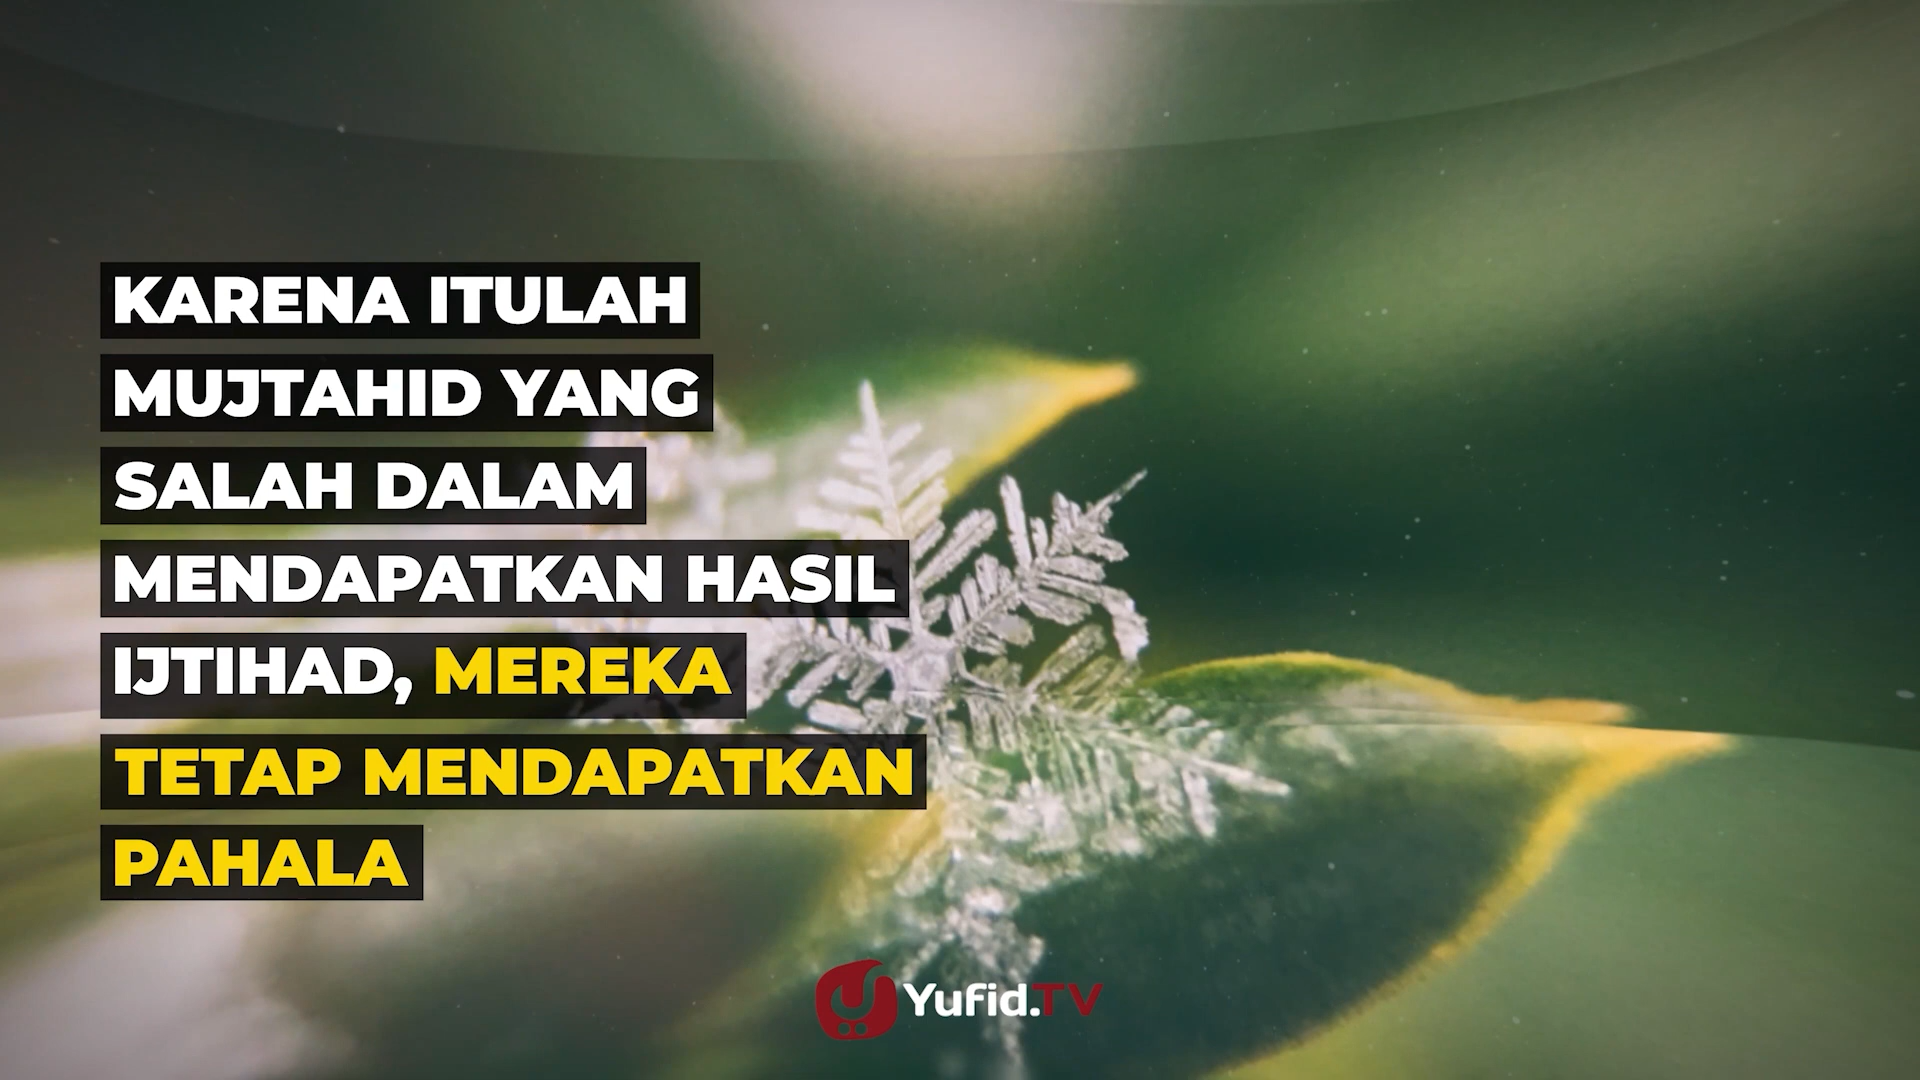 KARENA ITULAH
MUJTAHID YANG
SALAH DALAM
MENDAPATKAN HASIL
IJTIHAD, MEREKA
TETAP MENDAPATKAN
PAHALA
Yufid.TV